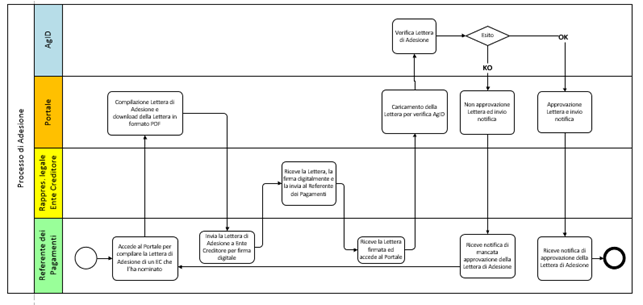 Processo di Adesione
AgID
Verifica Lettera
di Adesione
Esito
OK
KO
Portale
Compilazione Lettera di
Adesione e
download della Lettera in
formato PDF
Caricamento della
Lettera per verifica AgID
Non approvazione
Lettera ed invio
notifica
Approvazione
Lettera e invio
notifica
Rappres. legale
Ente Creditore
Riceve la Lettera, la
firma digitalmente e
la invia al Referente
dei Pagamenti
Referente dei
Pagamenti
Accede al Portale per
compilare la Lettera di
Adesione di un EC che
l'ha nominato
Invia la Lettera di
Adesione a Ente
Creditore per firma
digitale
Riceve la Lettera
firmata ed
accede al Portale
Riceve notifica di
mancata
approvazione della
Lettera di Adesione
Riceve notifica di
approvazione della
Lettera di Adesione